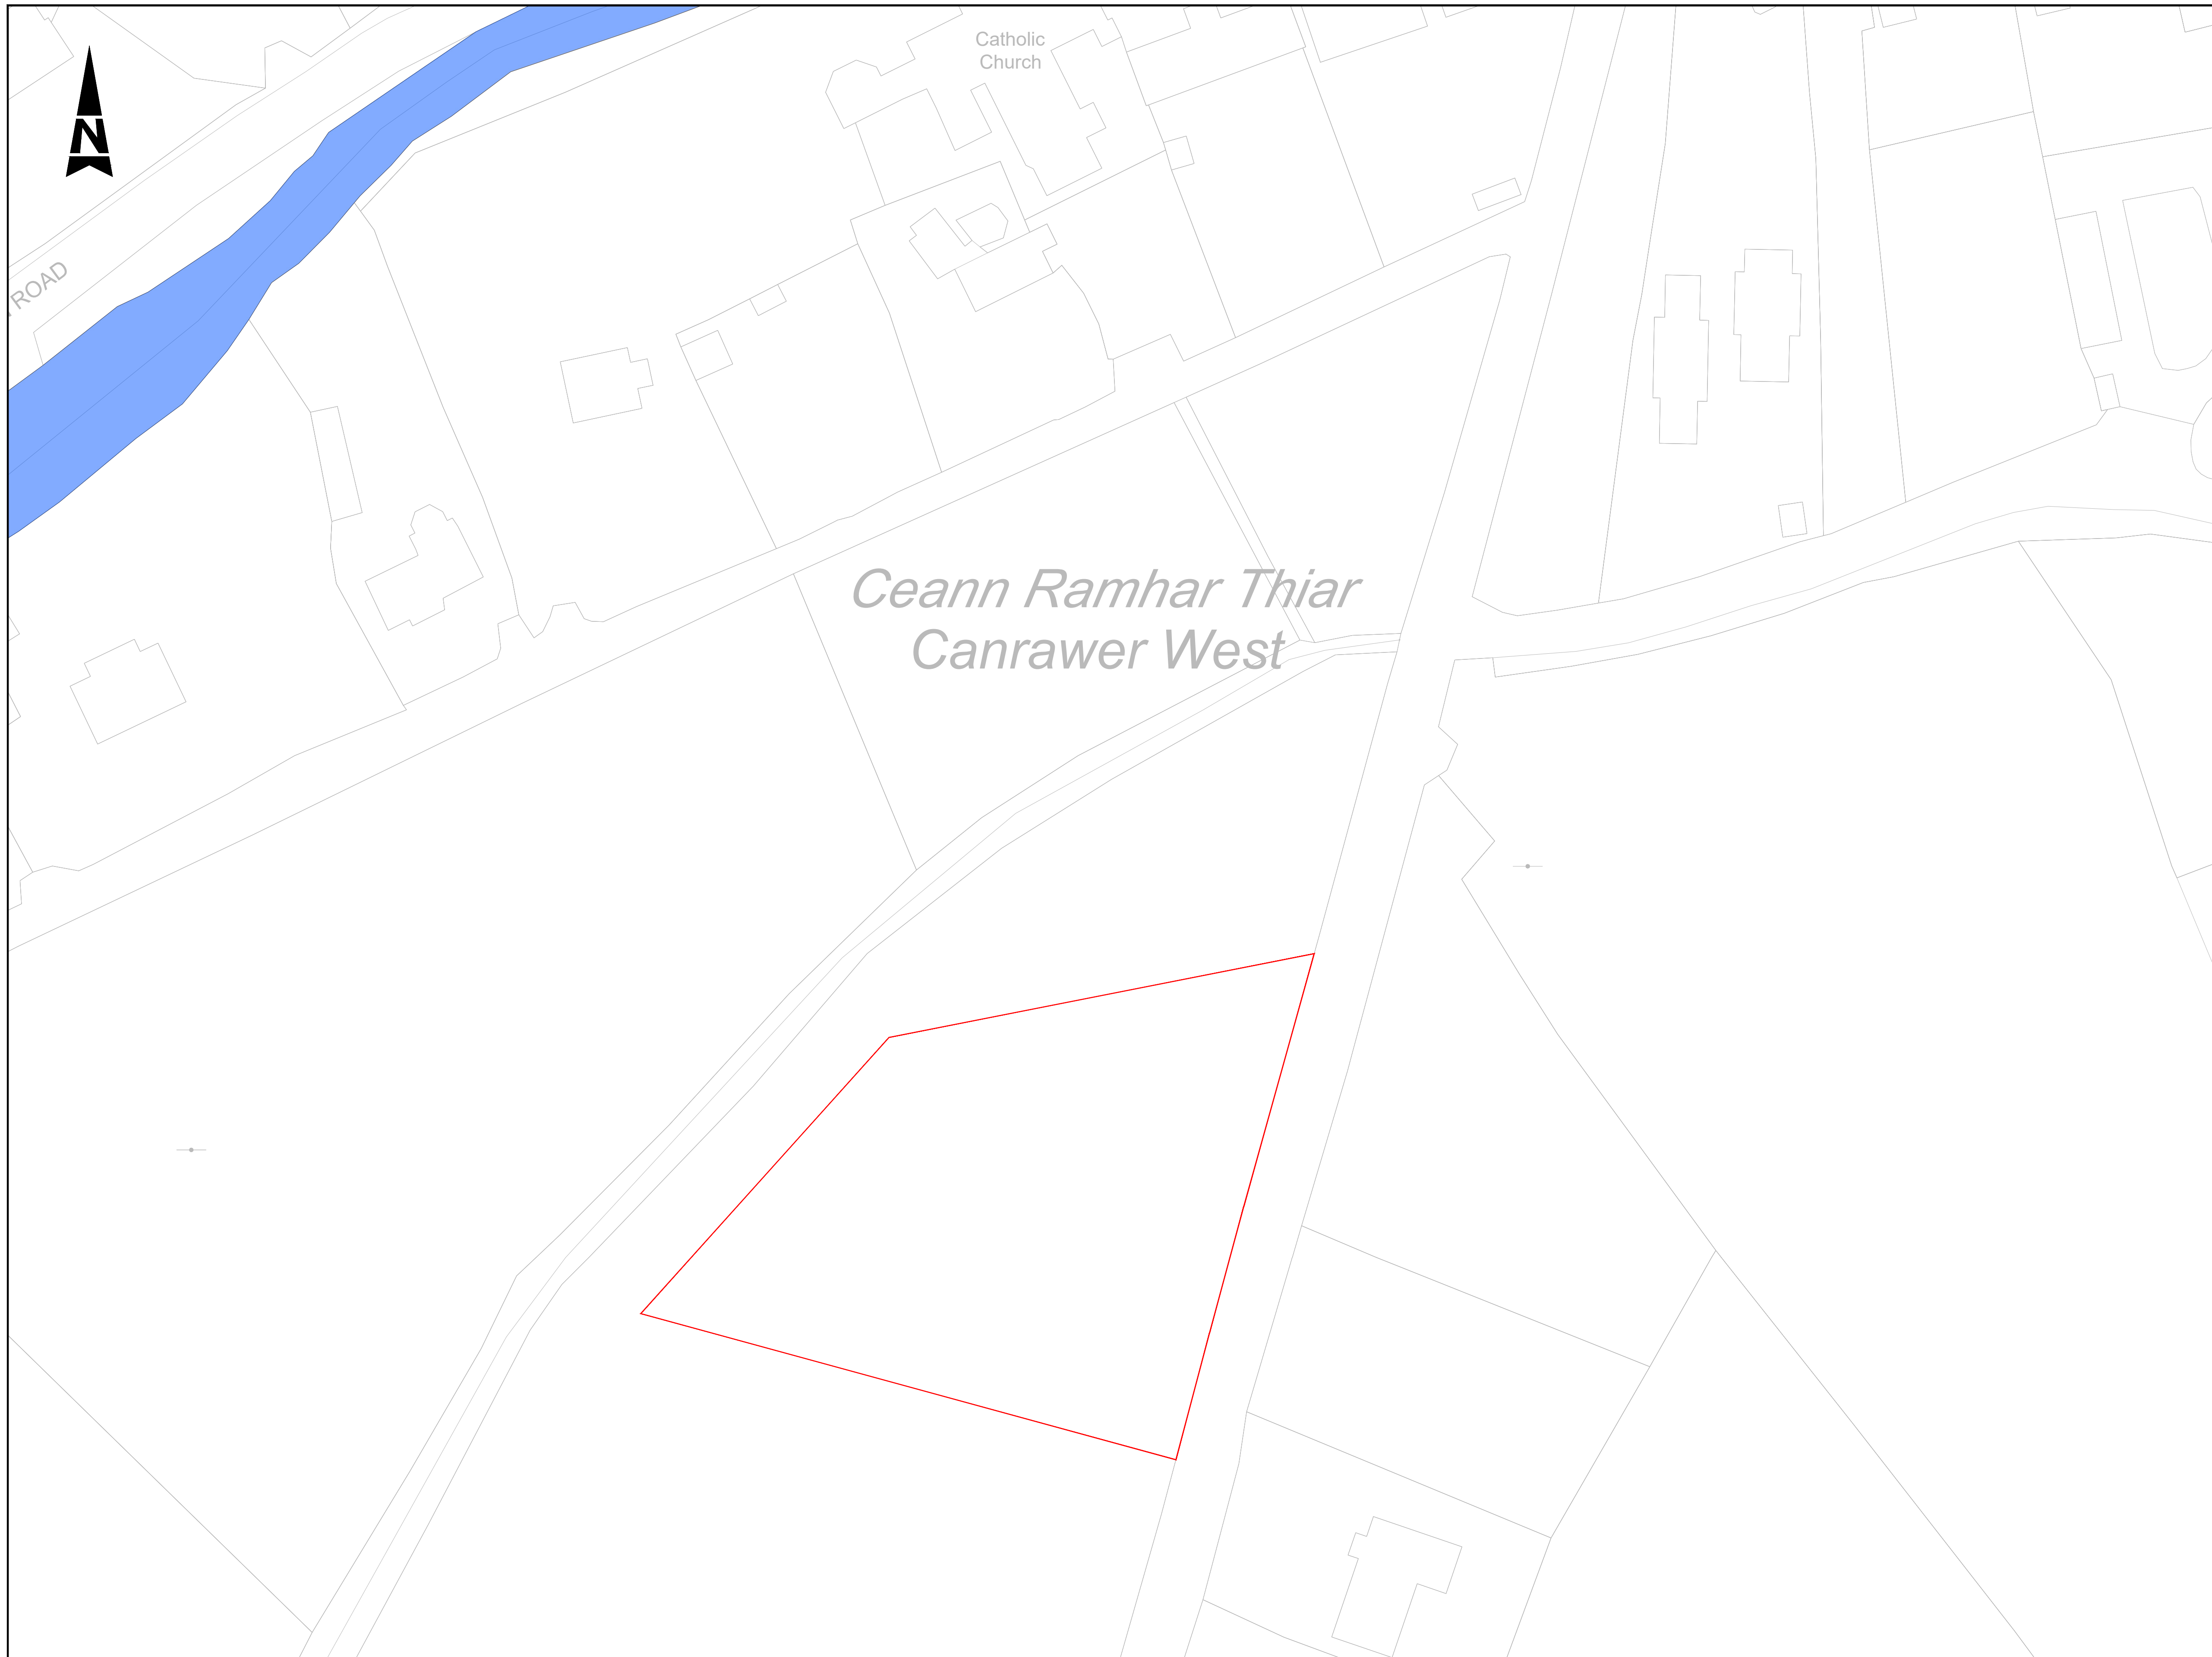 Catholic
Church
N
ROAD
Ceann Ramhar Thiar
Canrawer West